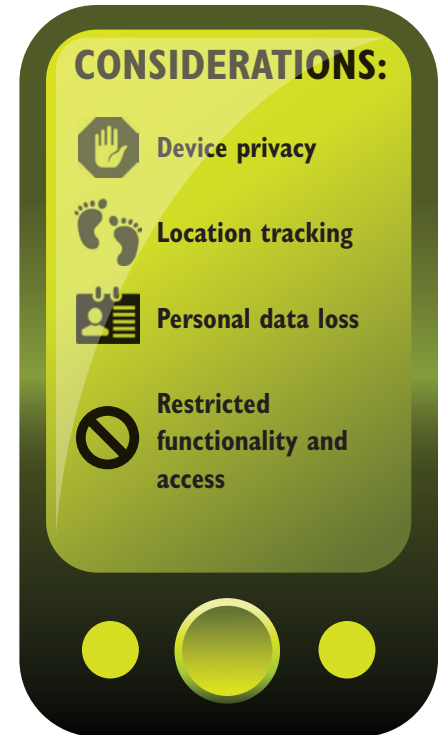 CONSIDERATIONS:
Device privacy
Location tracking
Personal data loss
Restricted
functionality and
access